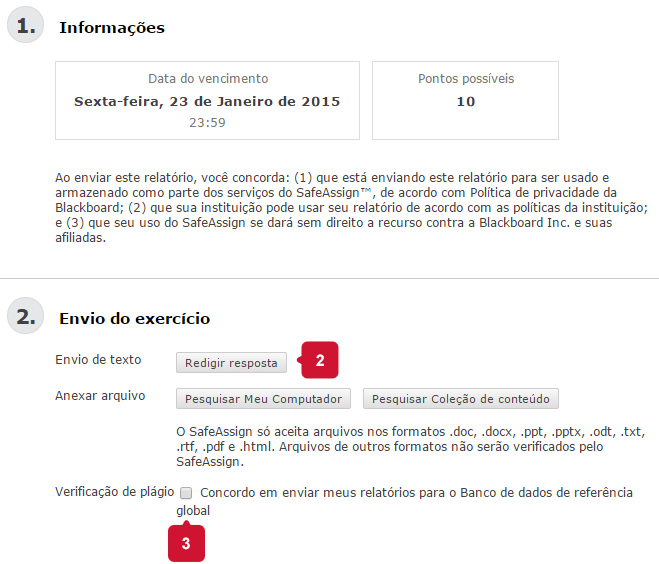 1. Informações
Data do vencimento
Sexta-feira, 23 de Janeiro de 2015
23:59
Pontos possíveis
10
Ao enviar este relatório, você concorda: (1) que está enviando este relatório para ser usado e
armazenado como parte dos serviços do SafeAssign™, de acordo com Política de privacidade da
Blackboard; (2) que sua instituição pode usar seu relatório de acordo com as políticas da instituição;
e (3) que seu uso do SafeAssign se dará sem direito a recurso contra a Blackboard Inc. e suas
afiliadas.
2. Envio do exercício
Envio de texto Redigir resposta 2
Anexar arquivo Pesquisar Meu Computador Pesquisar Coleção de conteúdo
O SafeAssign só aceita arquivos nos formatos .doc, .docx, .ppt, .pptx, .odt, .txt,
.rtf, .pdf e .html. Arquivos de outros formatos não serão verificados pelo
SafeAssign.
Verificação de plágio Concordo em enviar meus relatórios para o Banco de dados de referência
global
3